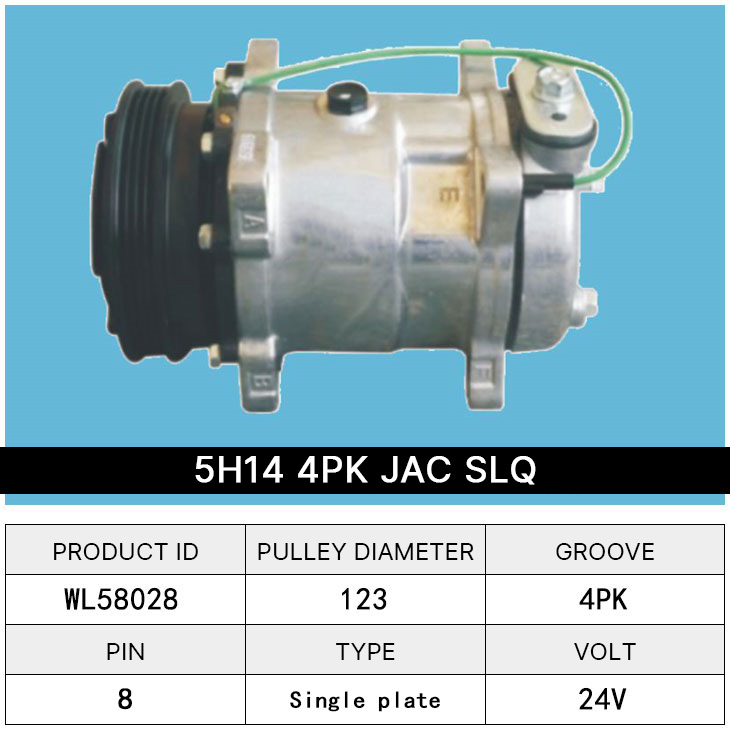 E
A
B
E
5H14 4PK JAC SLQ
PRODUCT ID PULLEY DIAMETER GROOVE
WL58028 123 4PK
PIN TYPE VOLT
8 Single plate 24V